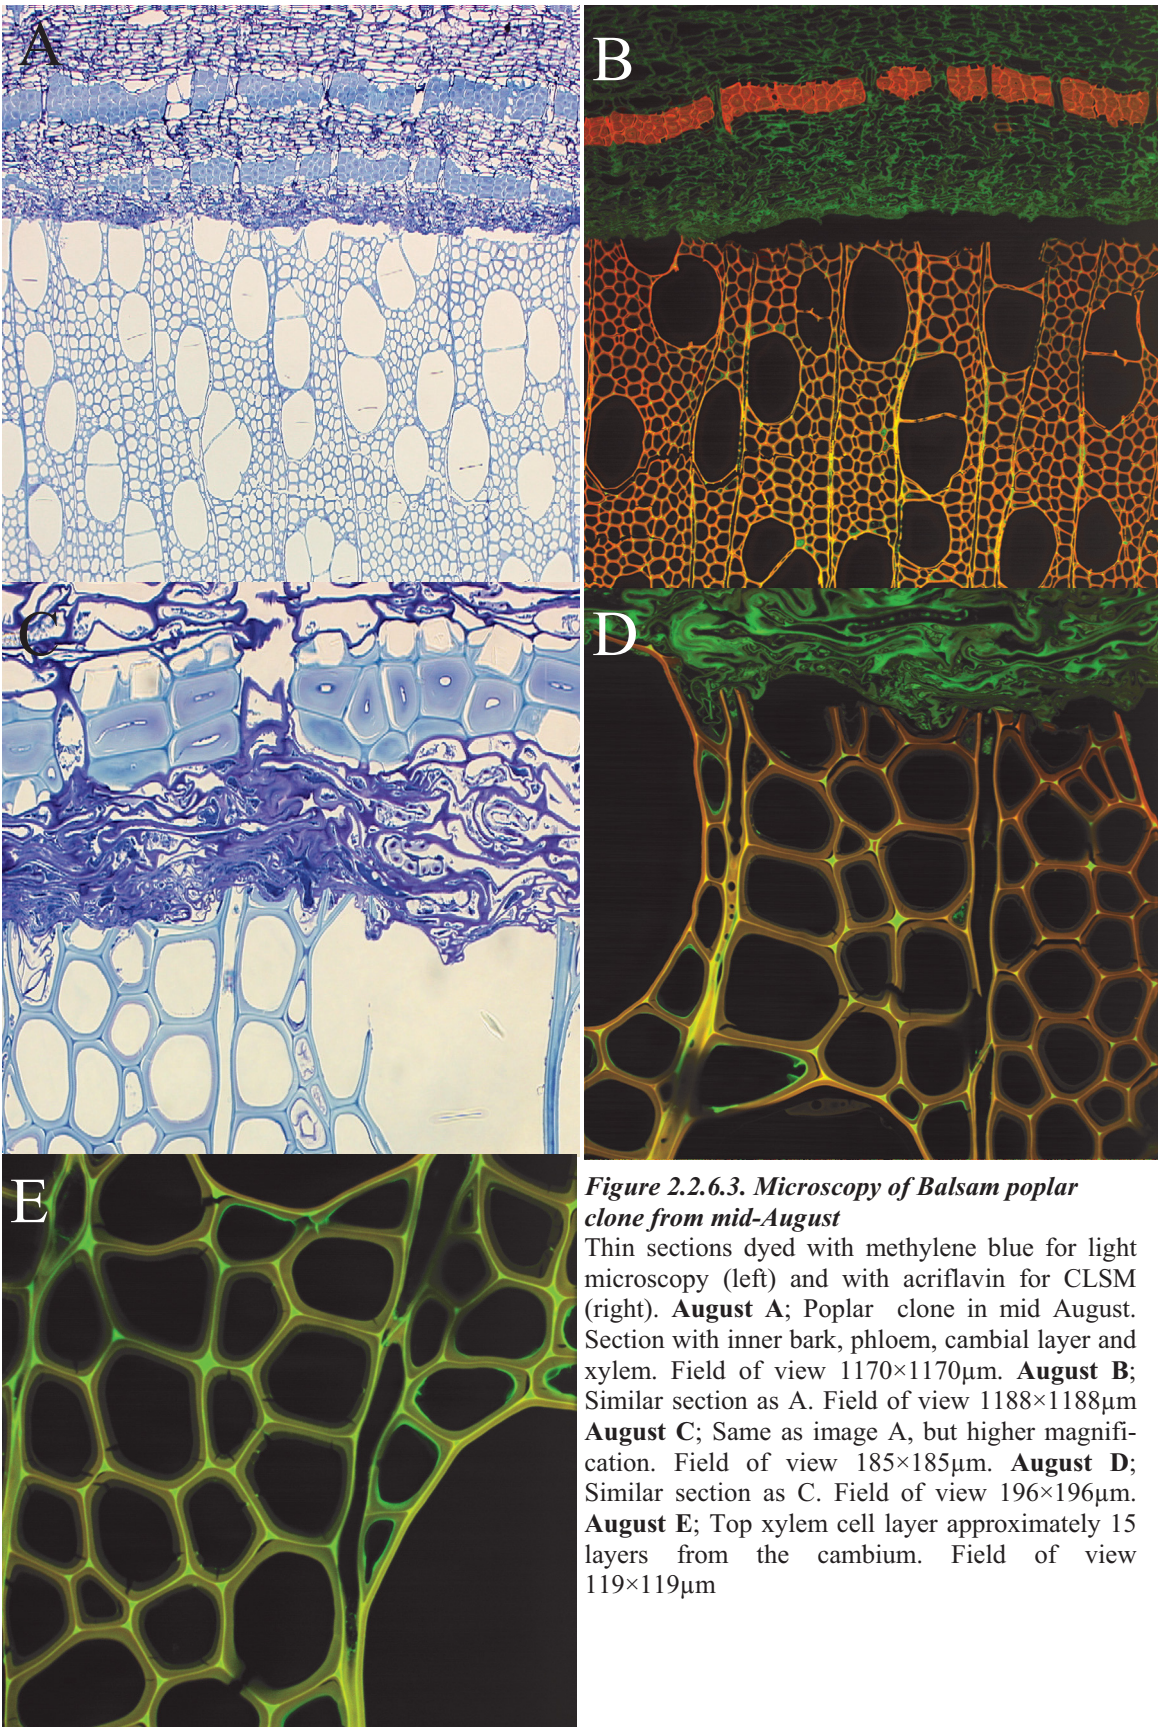 A
B
C
D
E
Figure 2.2.6.3. Microscopy of Balsam poplar
clone from mid-August
Thin sections dyed with methylene blue for light
microscopy (left) and with acriflavin for CLSM
(right). August A; Poplar clone in mid August.
Section with inner bark, phloem, cambial layer and
xylem. Field of view 1170×1170µm. August B;
Similar section as A. Field of view 1188×1188µm
August C; Same as image A, but higher magnifi-
cation. Field of view 185×185µm. August D;
Similar section as C. Field of view 196×196µm.
August E; Top xylem cell layer approximately 15
layers from the cambium. Field of view
119×119µm